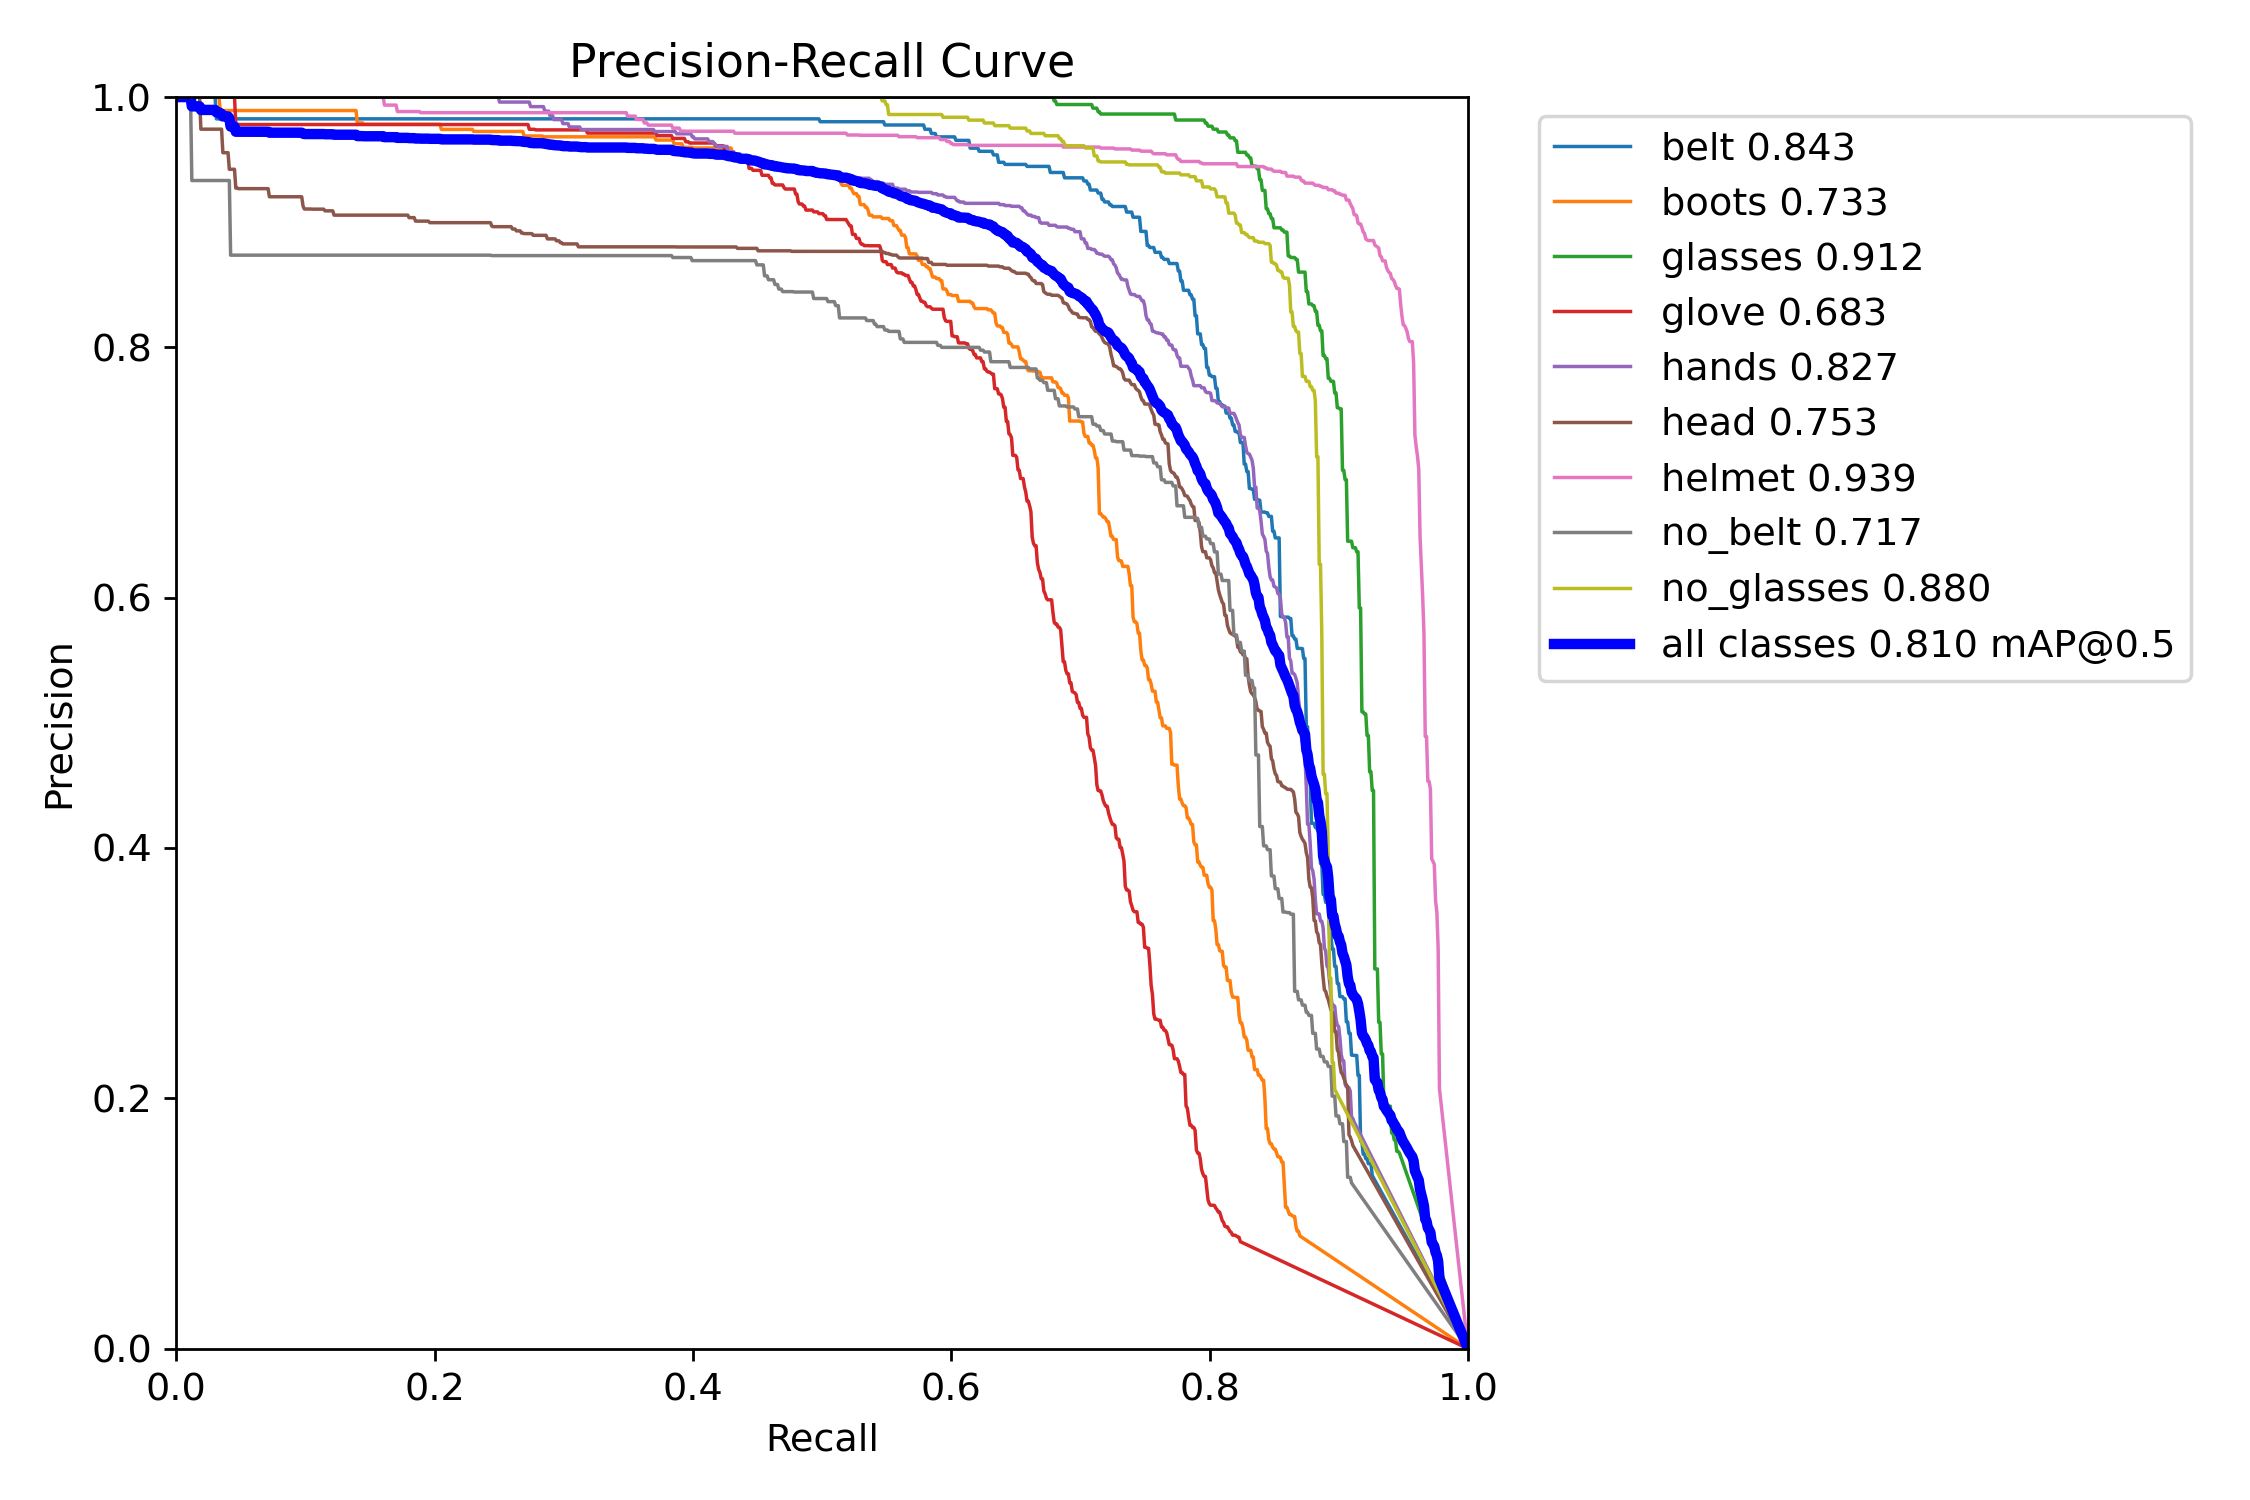 Precision-Recall Curve
1.0
0.8
0.6
0.4
0.2
0.0
Precision
0.0 0.2 0.4 0.6 0.8 1.0
Recall
belt 0.843
boots 0.733
glasses 0.912
glove 0.683
hands 0.827
head 0.753
helmet 0.939
no_belt 0.717
no_glasses 0.880
all classes 0.810 mAP@0.5